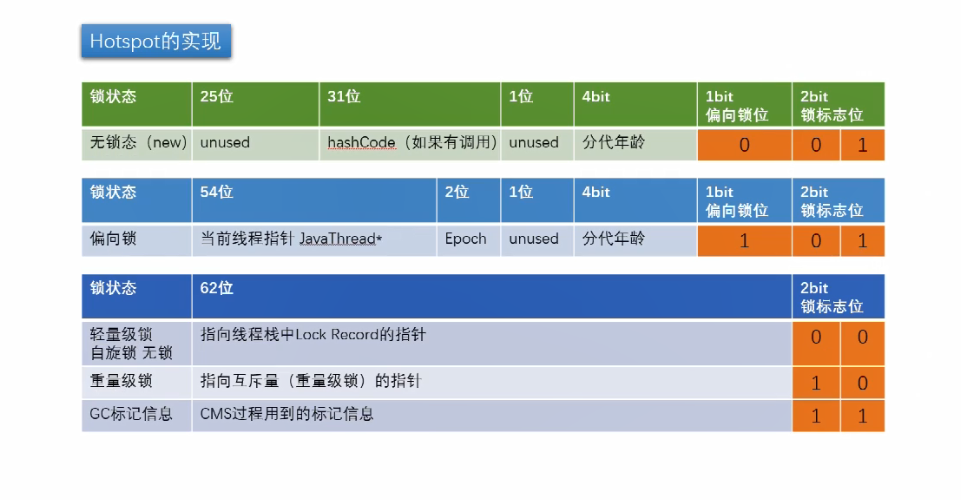 Hotspot的实现
锁状态 25位 31位 1位 4bit 1bit 2bit
偏向锁位 锁标志位
无锁态（new) unused hashCode（如果有调用) unused 分代年龄 0 0 1
锁状态 54位 2位 1位 4bit 1bit 2bit
偏向锁位 锁标志位
偏向锁 当前线程指针 JavaThread* Epoch unused 分代年龄 1 0 1
锁状态 62位 2bit
锁标志位
轻量级锁 指向线程栈中Lock Record的指针 0 0
自旋锁 无锁
重量级锁 指向互斥量（重量级锁）的指针 1 0
GC标记信息 CMS过程用到的标记信息 1 1